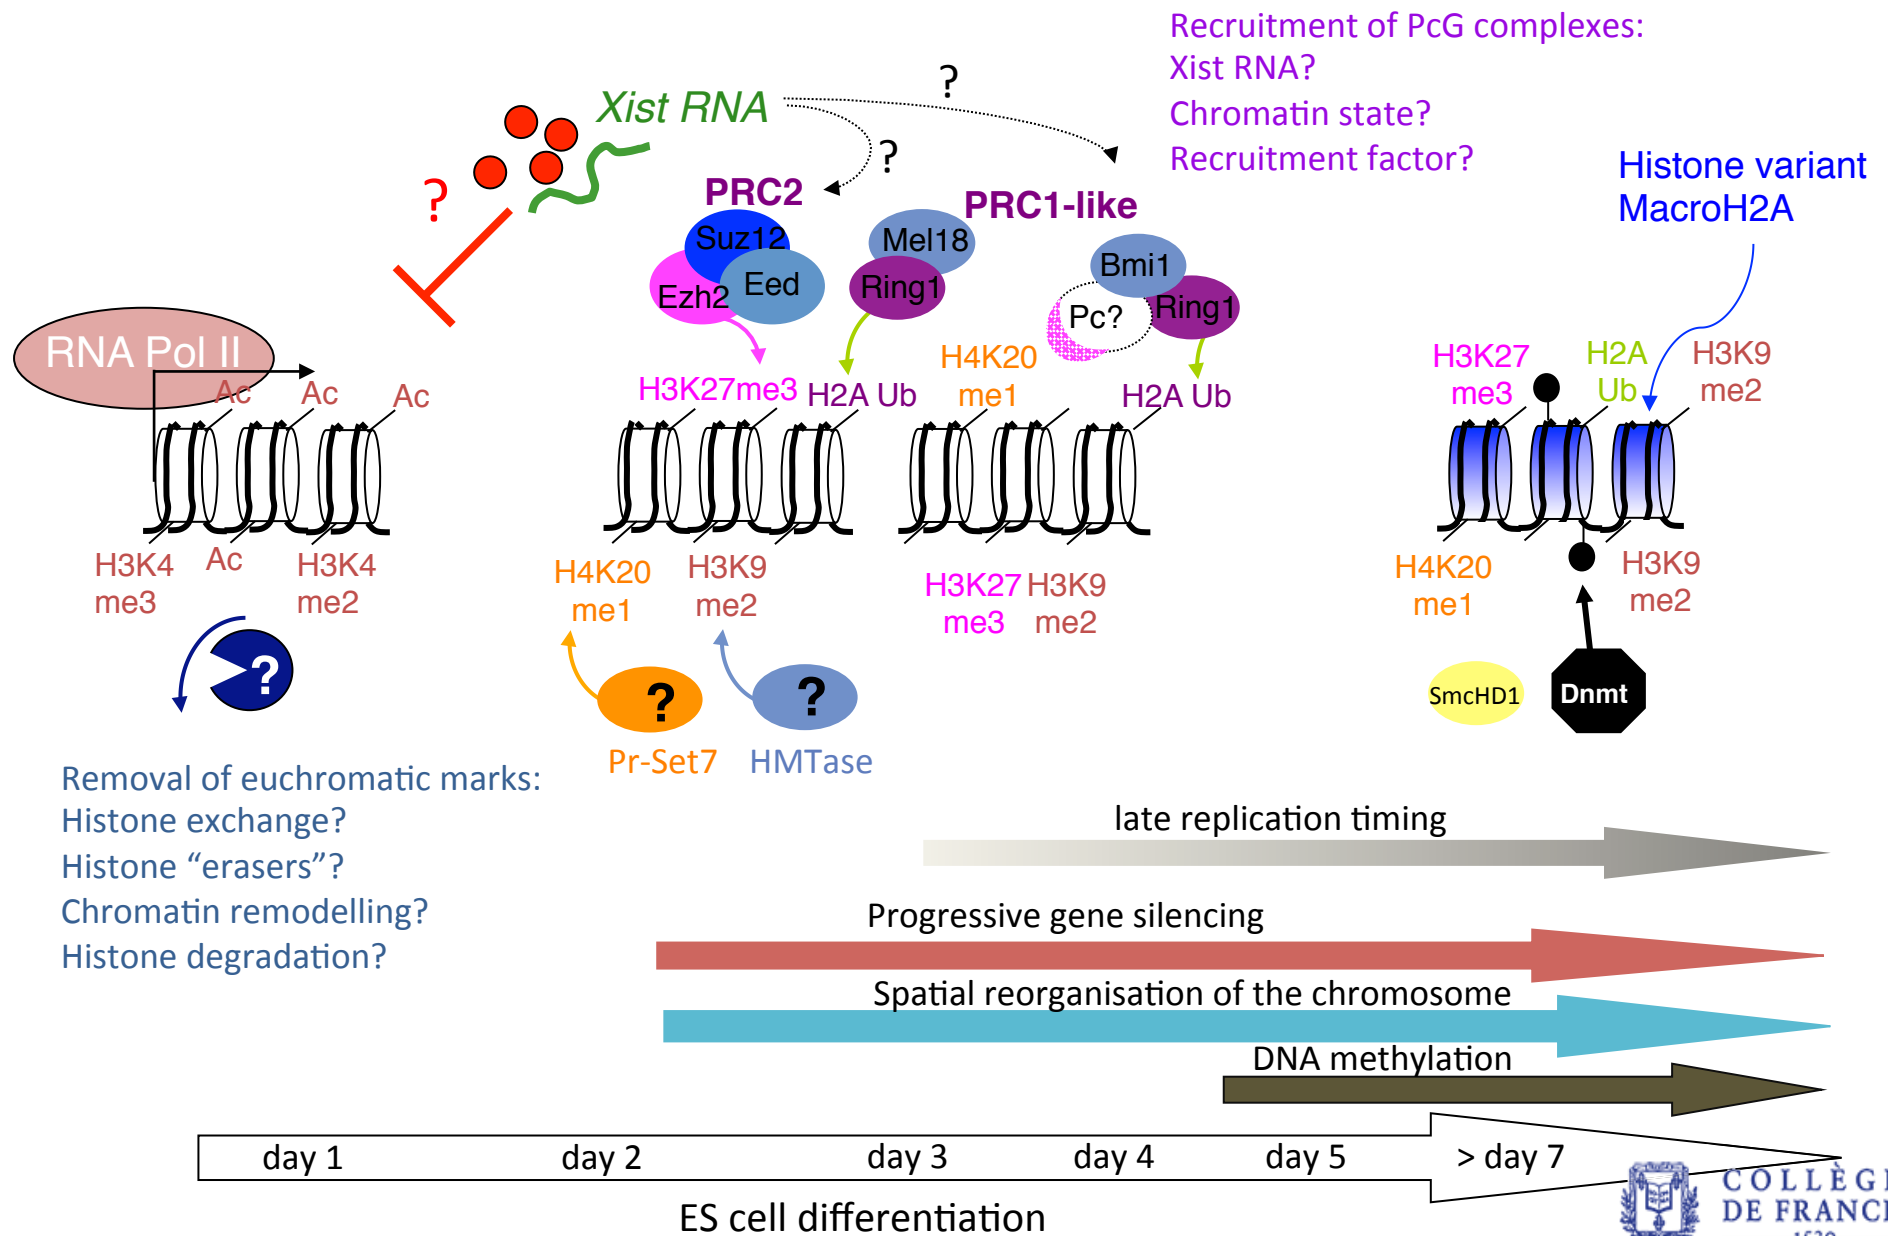 Recruitment of PcG complexes:
Xist RNA?
Chromatin state?
Recruitment factor?
?
Xist RNA
?
?
PRC2
PRC1-like
Histone variant
MacroH2A
Suz12
Eed
Ezh2
Mel18
Ring1
Bmi1
Pc?
Ring1
RNA Pol II
Ac
Ac
Ac
H3K27me3
H2A Ub
H4K20
me1
H2A Ub
H3K27
me3
H2A
Ub
H3K9
me2
H3K4
me3
Ac
H3K4
me2
H4K20
me1
H3K9
me2
H3K27
me3
H3K9
me2
H4K20
me1
H3K9
me2
?
?
?
Pr-Set7
HMTase
SmcHD1
Dnmt
Removal of euchromatic marks:
Histone exchange?
Histone “erasers”?
Chromatin remodelling?
Histone degradation?
late replication timing
Progressive gene silencing
Spatial reorganisation of the chromosome
DNA methylation
day 1
day 2
day 3
day 4
day 5
> day 7
ES cell differentiation
COLLÈGE
DE FRANCE
1530